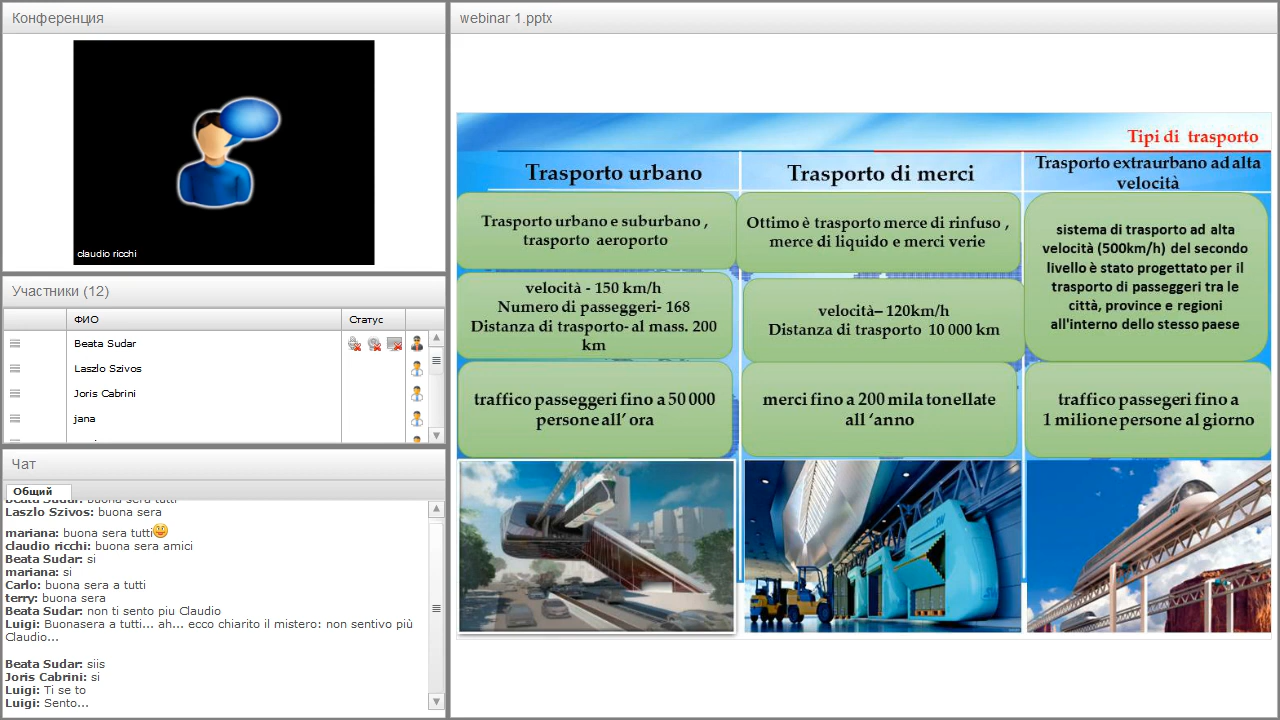 Конференция
claudio ricchi
Участники (12)
ФИО
Статус
Beata Sudar
Laszlo Szivos
Joris Cabrini
jana
Чат
Общий
Beata Sudar: buona sera tutti
Laszlo Szivos: buona sera
mariana: buona sera tutti
claudio ricchi: buona sera amici
Beata Sudar: si
mariana: si
Carlo: buona sera a tutti
terry: buona sera
Beata Sudar: non ti sento piu Claudio
Luigi: Buonasera a tutti... ah... ecco chiarito il mistero: non sentivo più
Claudio...
Beata Sudar: siis
Joris Cabrini: si
Luigi: Ti se to
Luigi: Sento...
webinar 1.pptx
Tipi di trasporto
Trasporto urbano
Trasporto urbano e suburbano ,
trasporto aeroporto
velocità - 150 km/h
Numero di passeggeri- 168
Distanza di trasporto- al mass. 200
km
traffico passeggeri fino a 50 000
persone all' ora
Trasporto di merci
Ottimo è trasporto merce di rinfuso ,
merce di liquido e merci verie
velocità– 120km/h
Distanza di trasporto 10 000 km
merci fino a 200 mila tonellate
all 'anno
Trasporto extraurbano ad alta
velocità
sistema di trasporto ad alta
velocità (500km/h) del secondo
livello è stato progettato per il
trasporto di passeggeri tra le
città, province e regioni
all'interno dello stesso paese
traffico passegeri fino a
1 milione persone al giorno